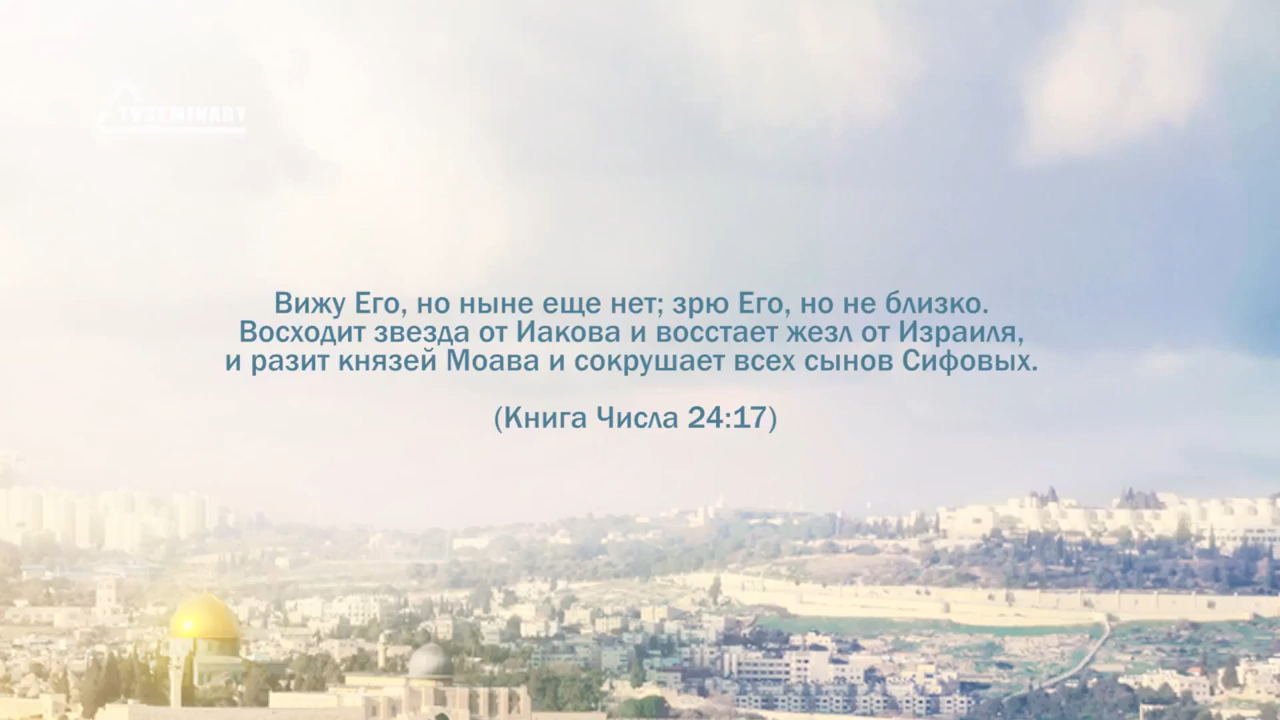 TVSEMINARY
Вижу Его, но ныне еще нет; зрю Его, но не близко.
Восходит звезда от Иакова и восстает жезл от Израиля,
и разит князей Моава и сокрушает всех сынов Сифовых.
(Книга Числа 24:17)